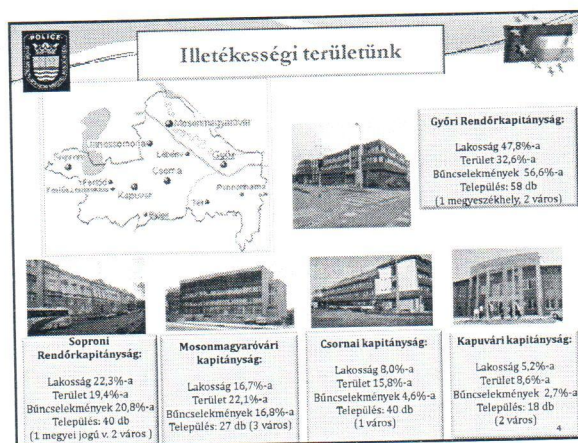 POLICE
Illetékességi területünk
Mosonmagyaróvár
Jánossomorja
Sopron
Lébény
Győr
Csorna
Fertőd
Kapuvár
Pannonhalma
Tét
Beled
Győri Rendőrkapitányság:
Lakosság 47,8%-a
Terület 32,6%-a
Bűncselekmények 56,6%-a
Település: 58 db
(1 megyeszékhely, 2 város)
Soproni
Rendőrkapitányság:
Lakosság 22,3%-a
Terület 19,4%-a
Bűncselekmények 20,8%-a
Település: 40 db
(1 megyei jogú v. 2 város)
Mosonmagyaróvári
kapitányság:
Lakosság 16,7%-a
Terület 22,1%-a
Bűncselekmények 16,8%-a
Település: 27 db (3 város)
Csornai kapitányság:
Lakosság 8,0%-a
Terület 15,8%-a
Bűncselekmények 4,6%-a
Település: 40 db
(1 város)
Kapuvári kapitányság:
Lakosság 5,2%-a
Terület 8,6%-a
Bűncselekmények 2,7%-a
Település: 18 db
(2 város)
4